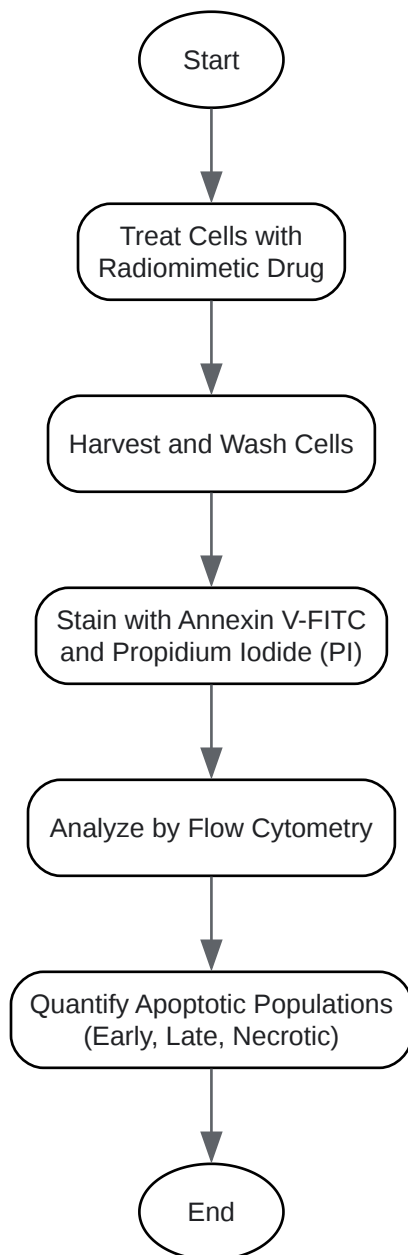 Start
Treat Cells with
Radiomimetic Drug
Harvest and Wash Cells
Stain with Annexin V-FITC
and Propidium Iodide (PI)
Analyze by Flow Cytometry
Quantify Apoptotic Populations
(Early, Late, Necrotic)
End